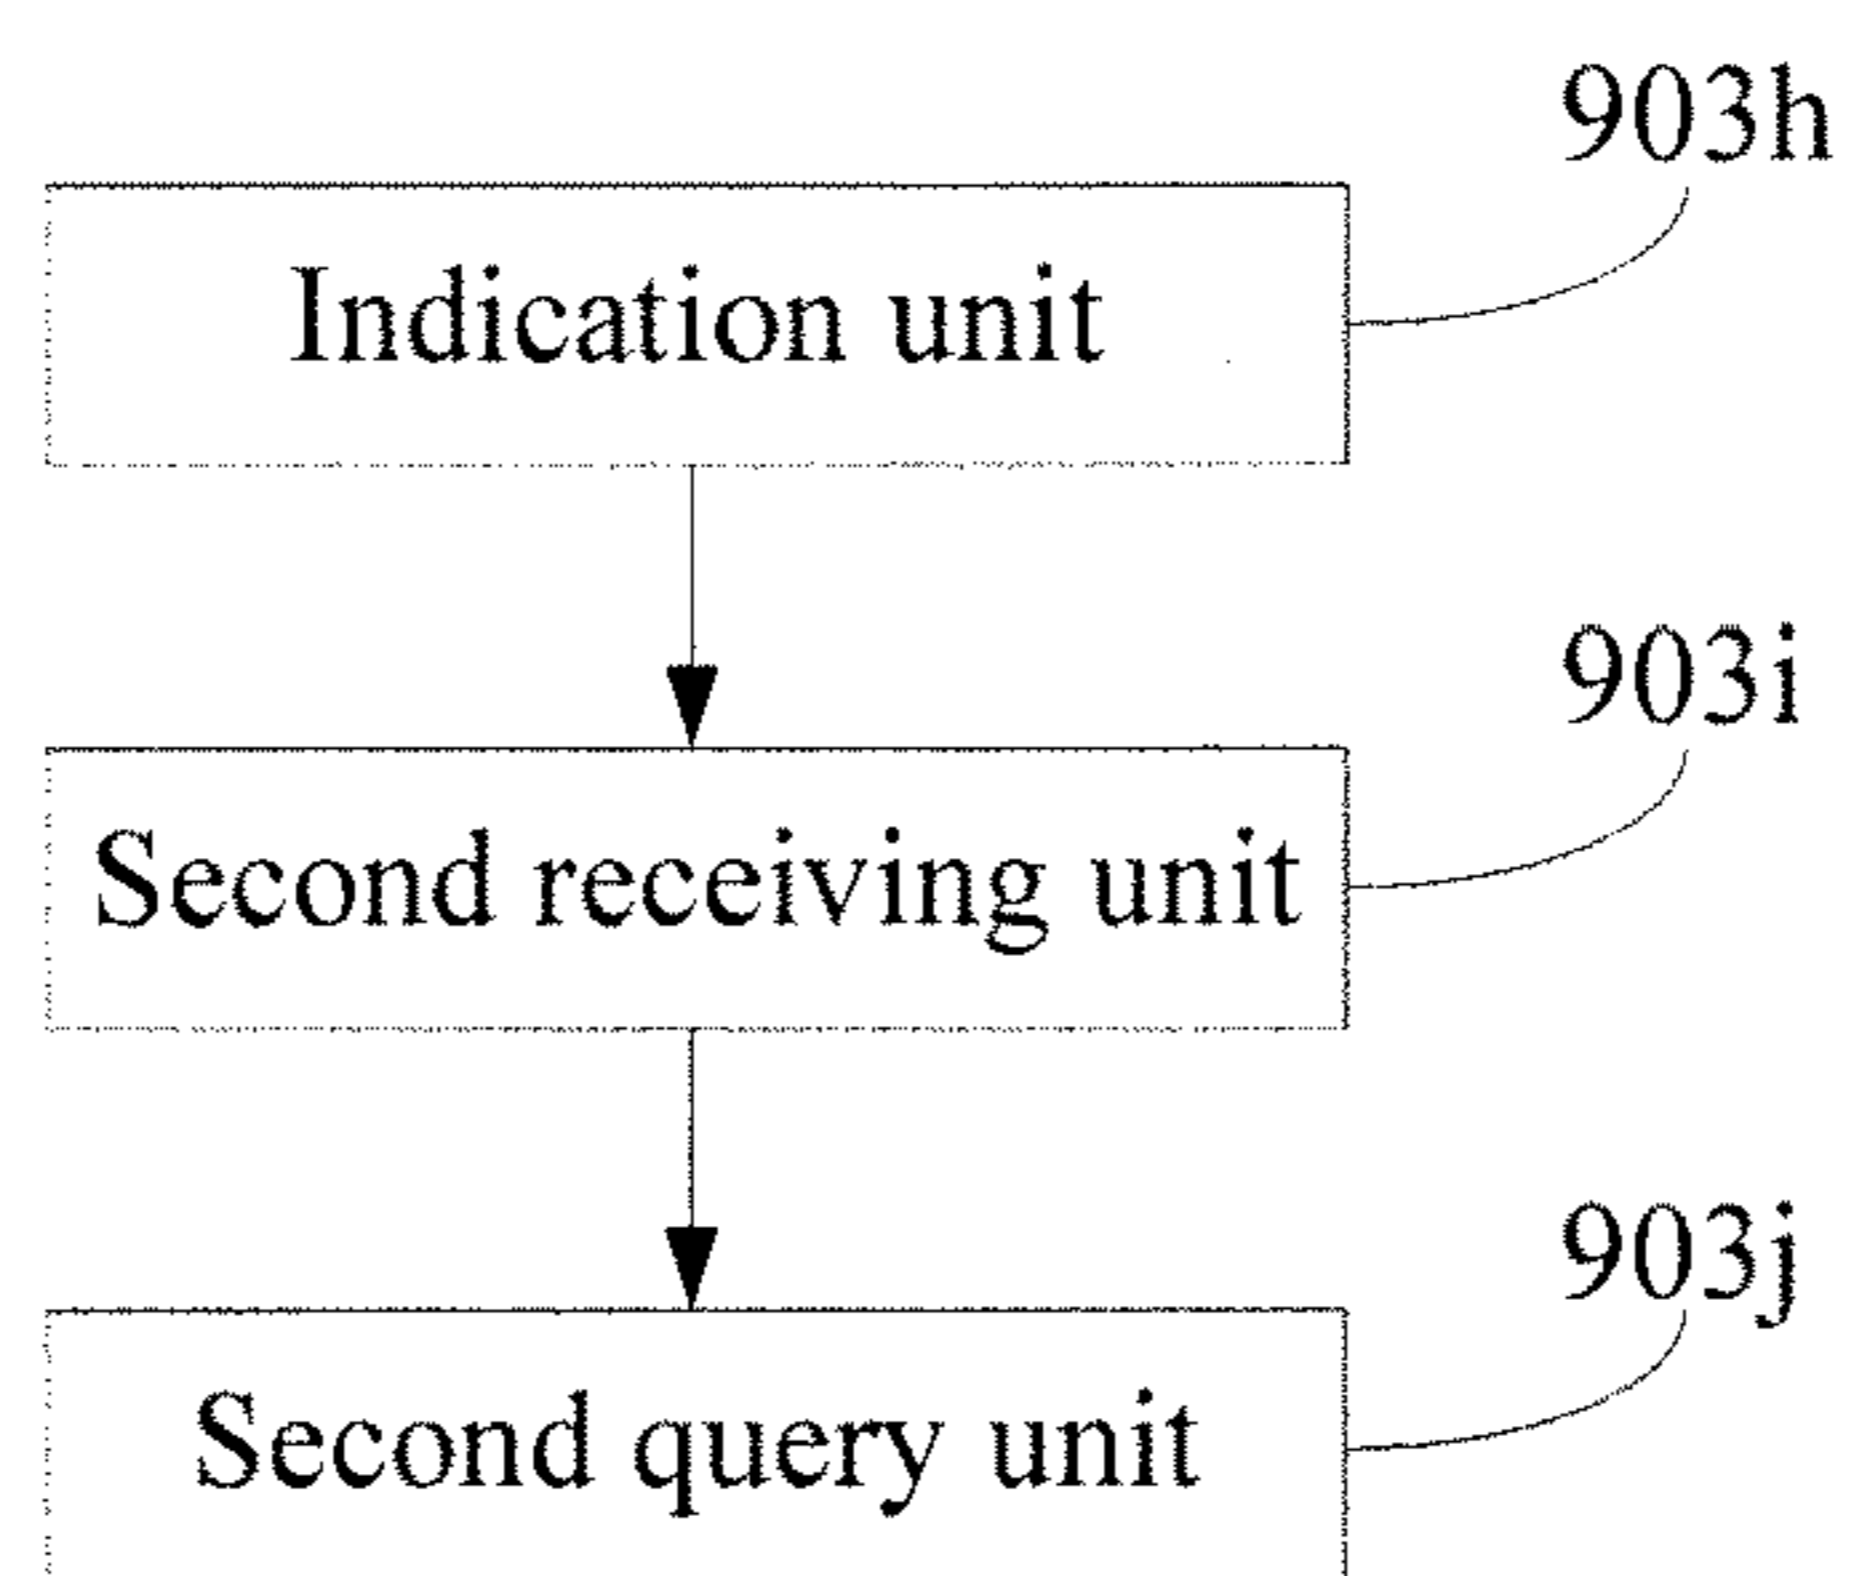 903h
Indication unit
903i
Second receiving unit
903j
Second query unit